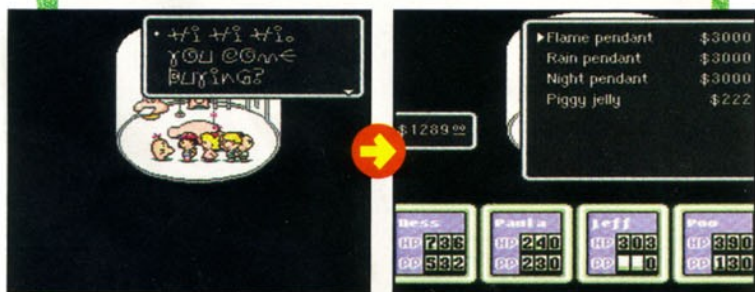 • Hi Hi Hi。
yOU COmE
BUyiNG?
▶Flame pendant $3000
Rain pendant $3000
Night pendant $3000
Piggy jelly $222
$1289 00
Ness
HP 736
PP 532
Paula
HP 240
PP 230
Jeff
HP 303
PP 0
Poo
HP 390
PP 130